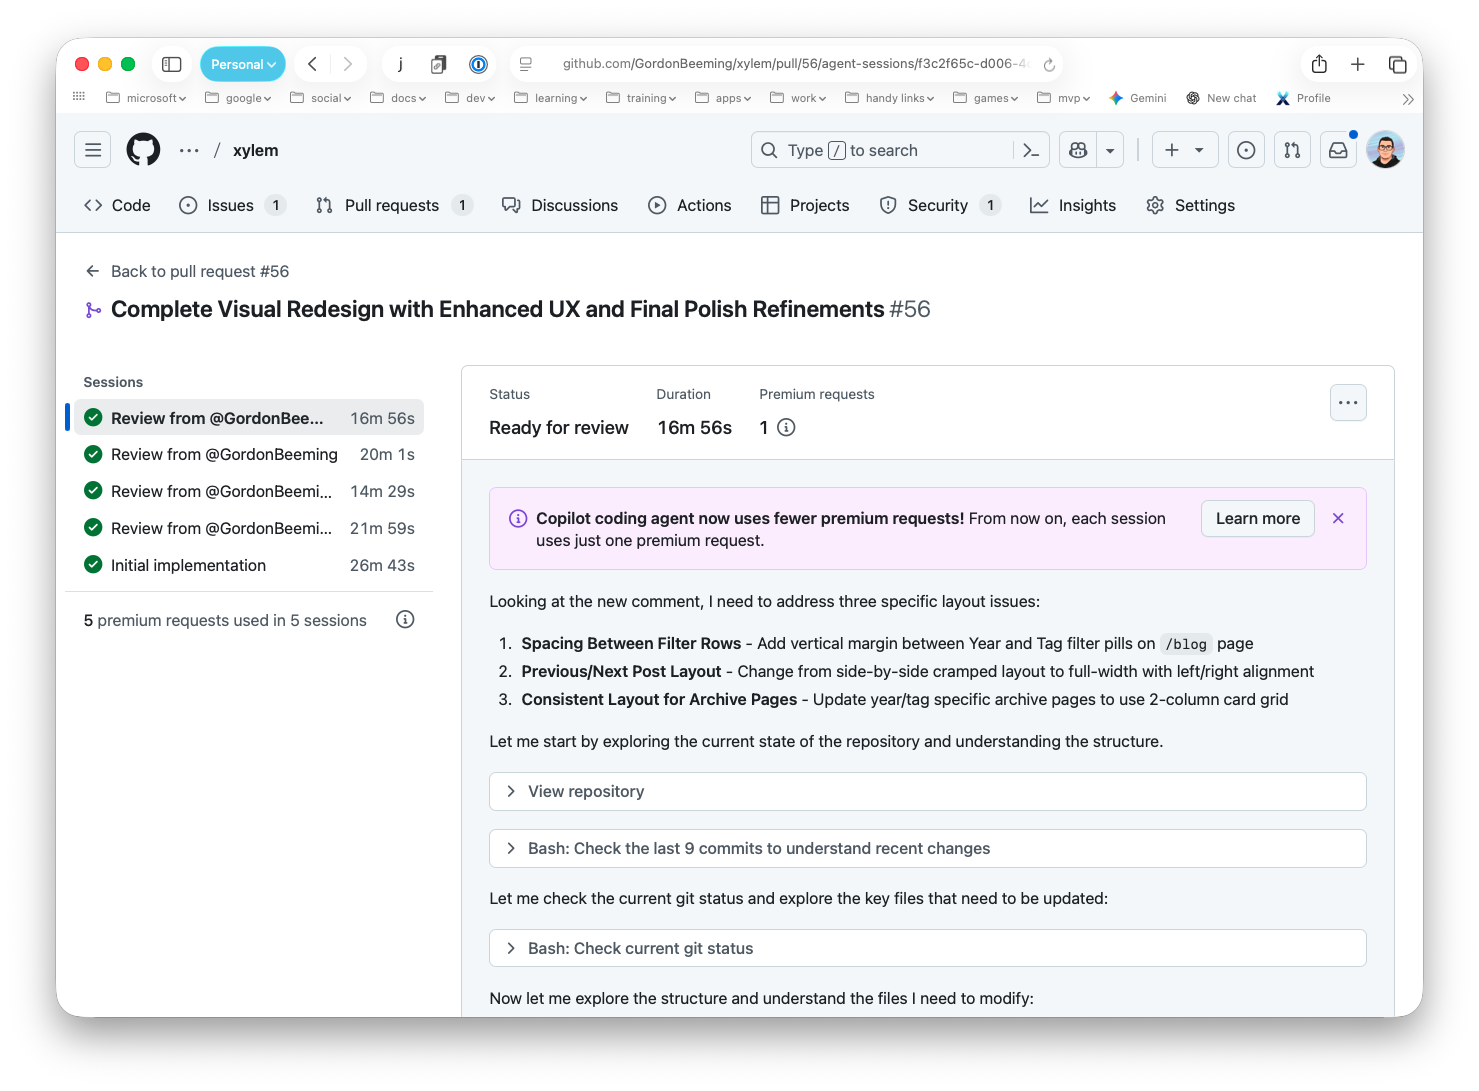 Personal
j
github.com/GordonBeeming/xylem/pull/56/agent-sessions/f3c2f65c-d006-4
microsoft google social docs dev learning training apps work handy links games mvp Gemini New chat Profile
... / xylem
Type / to search
Code Issues 1 Pull requests 1 Discussions Actions Projects Security 1 Insights Settings
Back to pull request #56
Complete Visual Redesign with Enhanced UX and Final Polish Refinements #56
Sessions
Review from @GordonBee... 16m 56s
Review from @GordonBeeming 20m 1s
Review from @GordonBeemi... 14m 29s
Review from @GordonBeemi... 21m 59s
Initial implementation 26m 43s
5 premium requests used in 5 sessions
Status Duration Premium requests
Ready for review 16m 56s 1
Copilot coding agent now uses fewer premium requests! From now on, each session
uses just one premium request.
Learn more
Looking at the new comment, I need to address three specific layout issues:
1. Spacing Between Filter Rows - Add vertical margin between Year and Tag filter pills on /blog page
2. Previous/Next Post Layout - Change from side-by-side cramped layout to full-width with left/right alignment
3. Consistent Layout for Archive Pages - Update year/tag specific archive pages to use 2-column card grid
Let me start by exploring the current state of the repository and understanding the structure.
View repository
Bash: Check the last 9 commits to understand recent changes
Let me check the current git status and explore the key files that need to be updated:
Bash: Check current git status
Now let me explore the structure and understand the files I need to modify: